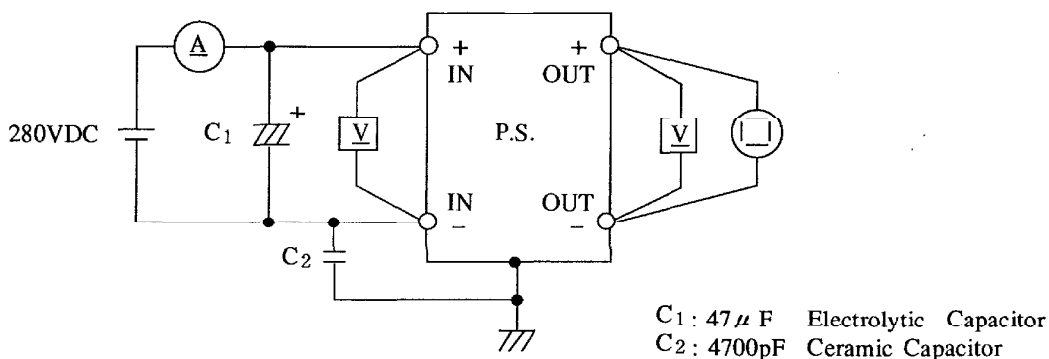 A
+ +
IN OUT
280VDC C1 + V P.S. V
IN OUT
− −
C2
C1 : 47μF Electrolytic Capacitor
C2 : 4700pF Ceramic Capacitor